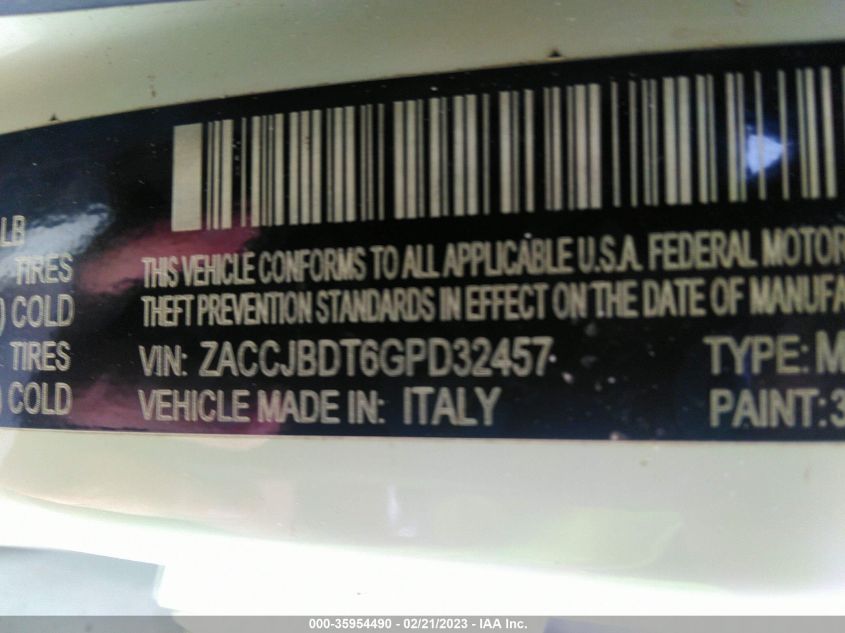 LB
TIRES THIS VEHICLE CONFORMS TO ALL APPLICABLE U.S.A. FEDERAL MOTOR
) COLD THEFT PREVENTION STANDARDS IN EFFECT ON THE DATE OF MANUFA
TIRES VIN: ZACCJBDT6GPD32457 TYPE: M
) COLD VEHICLE MADE IN: ITALY PAINT:3
000-35954490 - 02/21/2023 - IAA Inc.